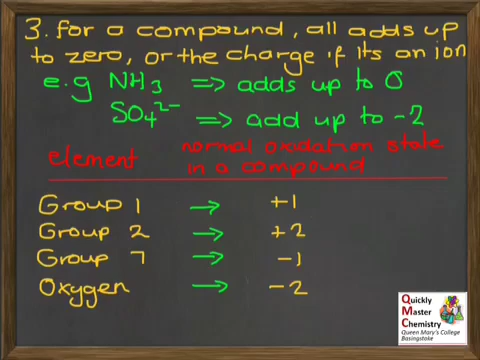 3. For a compound, all adds up
to zero, or the charge if its an ion
e.g NH3 => adds up to 0
SO4 2- => add up to -2
element normal oxidation state
in a compound
Group 1 → +1
Group 2 → +2
Group 7 → -1
Oxygen → -2
Quickly
Master
Chemistry
Queen Mary's College
Basingstoke